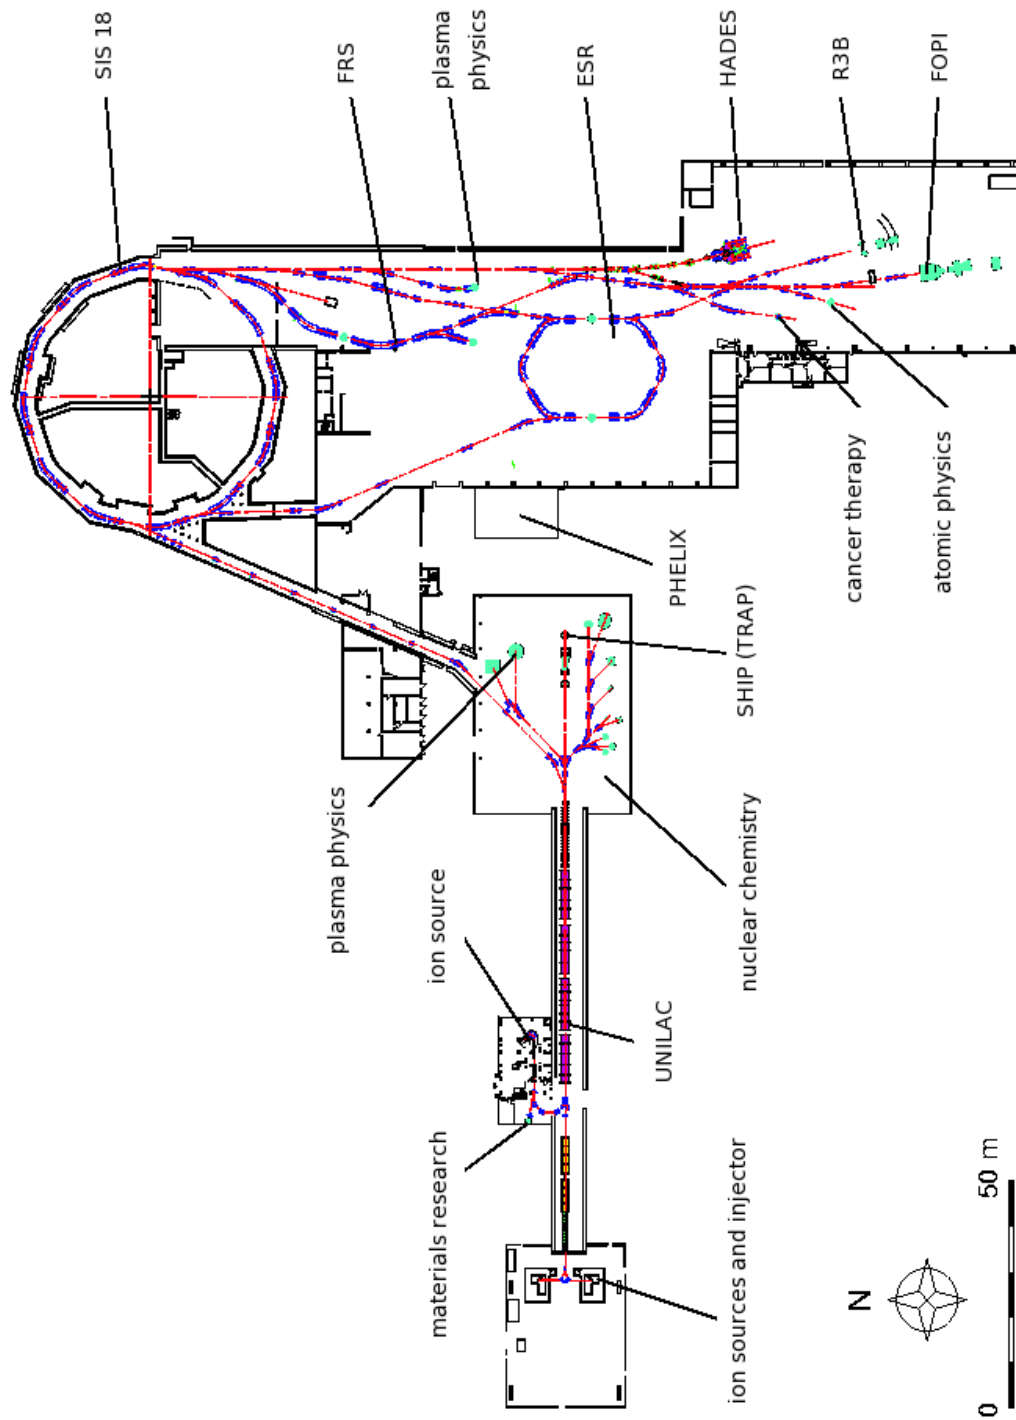 SIS 18
FRS
plasma
physics
ESR
HADES
R3B
FOPI
PHELIX
cancer therapy
atomic physics
SHIP (TRAP)
plasma physics
ion source
nuclear chemistry
UNILAC
materials research
ion sources and injector
N
0
50 m